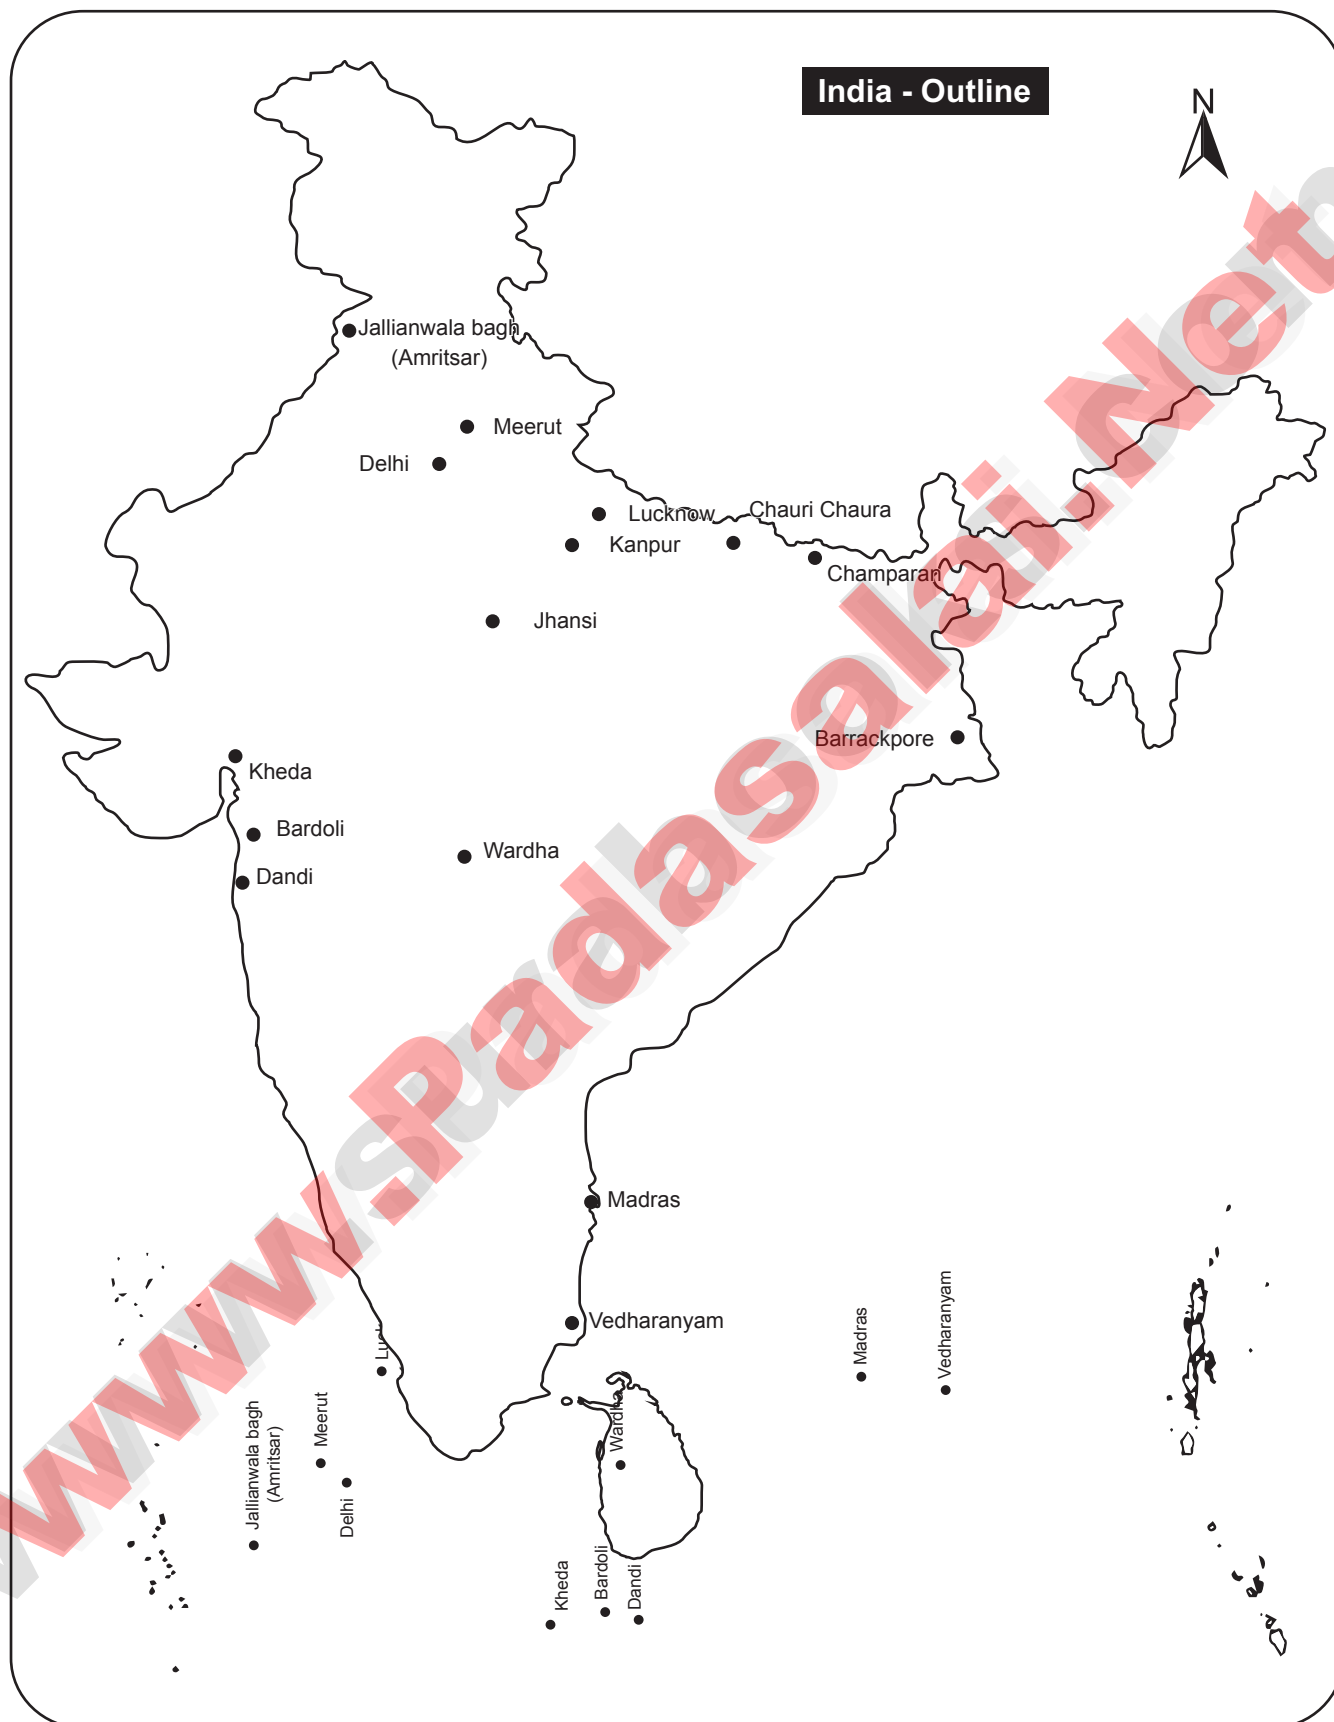 India - Outline
N
Jallianwala bagh
(Amritsar)
Meerut
Delhi
Lucknow
Chauri Chaura
Kanpur
Champaran
Jhansi
Barrackpore
Kheda
Bardoli
Wardha
Dandi
Madras
Vedharanyam
Vedharanyam
Madras
Wardha
Meerut
Jallianwala bagh
(Amritsar)
Delhi
Kheda
Bardoli
Dandi
www.Padasalai.Net